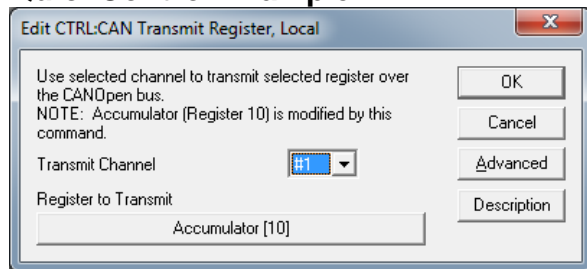 Edit CTRL:CAN Transmit Register, Local
Use selected channel to transmit selected register over
the CANOpen bus.
NOTE: Accumulator (Register 10) is modified by this
command.
Transmit Channel
#1
Register to Transmit
Accumulator [10]
OK
Cancel
Advanced
Description